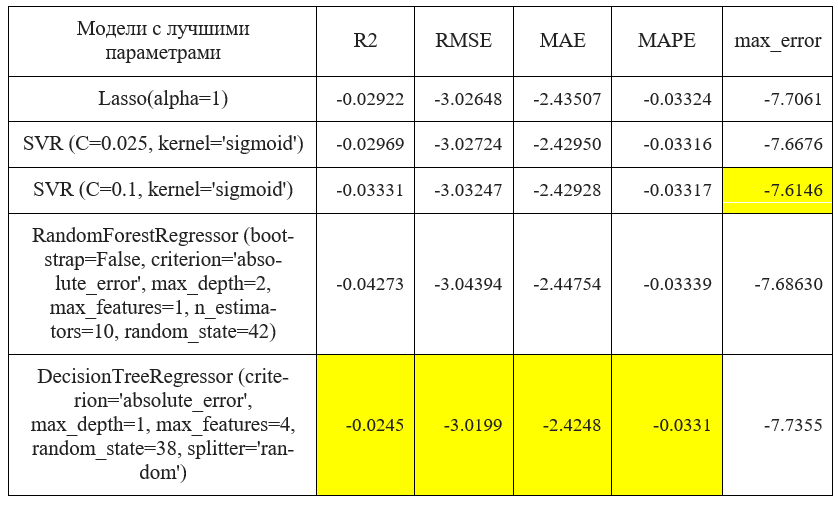 Модели с лучшими
параметрами
R2
RMSE
MAE
MAPE
max_error
Lasso(alpha=1)
-0.02922
-3.02648
-2.43507
-0.03324
-7.7061
SVR (C=0.025, kernel='sigmoid')
-0.02969
-3.02724
-2.42950
-0.03316
-7.6676
SVR (C=0.1, kernel='sigmoid')
-0.03331
-3.03247
-2.42928
-0.03317
-7.6146
RandomForestRegressor (boot-
strap=False, criterion='abso-
lute_error', max_depth=2,
max_features=1, n_estima-
tors=10, random_state=42)
-0.04273
-3.04394
-2.44754
-0.03339
-7.68630
DecisionTreeRegressor (crite-
rion='absolute_error',
max_depth=1, max_features=4,
random_state=38, splitter='ran-
dom')
-0.0245
-3.0199
-2.4248
-0.0331
-7.7355